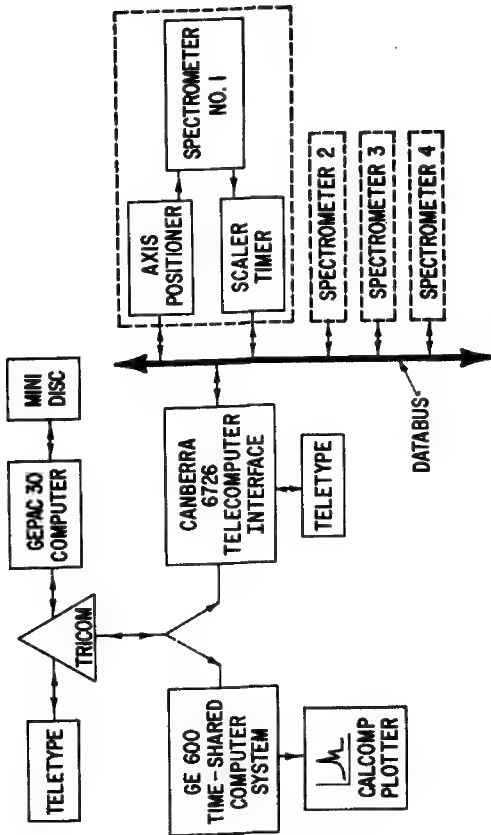 TELETYPE
TRICOM
GEPAC 30
COMPUTER
MINI
DISC
GE 600
TIME-SHARED
COMPUTER
SYSTEM
CALCOMP
PLOTTER
CANBERRA
6726
TELECOMPUTER
INTERFACE
TELETYPE
DATABUS
AXIS
POSITIONER
SPECTROMETER
NO. 1
SCALER
TIMER
SPECTROMETER 2
SPECTROMETER 3
SPECTROMETER 4